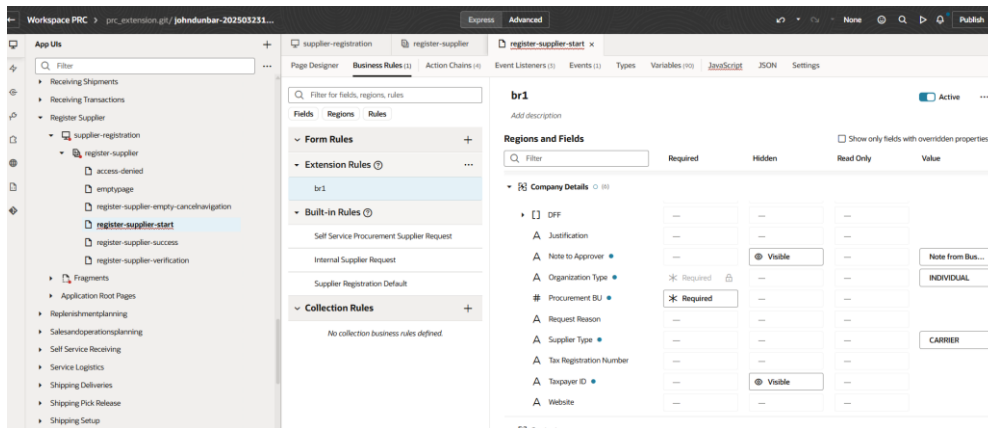 Workspace PRC > prc_extension.git/ johndunbar-202503231...
Express Advanced
None Publish
App UIs
Filter
Receiving Shipments
Receiving Transactions
Register Supplier
supplier-registration
register-supplier
access-denied
emptypage
register-supplier-empty-cancelnavigation
register-supplier-start
register-supplier-success
register-supplier-verification
Fragments
Application Root Pages
Replenishmentplanning
Salesandoperationsplanning
Self Service Receiving
Service Logistics
Shipping Deliveries
Shipping Pick Release
Shipping Setup
supplier-registration register-supplier register-supplier-start
Page Designer Business Rules (1) Action Chains (4) Event Listeners (5) Events (1) Types Variables (90) JavaScript JSON Settings
Filter for fields, regions, rules
Fields Regions Rules
Form Rules
Extension Rules
br1
Built-in Rules
Self Service Procurement Supplier Request
Internal Supplier Request
Supplier Registration Default
Collection Rules
No collection business rules defined.
br1 Active
Add description
Regions and Fields Show only fields with overridden properties
Filter Required Hidden Read Only Value
Company Details
DFF
Justification
Note to Approver Visible Note from Bus...
Organization Type Required INDIVIDUAL
Procurement BU Required
Request Reason
Supplier Type CARRIER
Tax Registration Number
Taxpayer ID Visible
Website